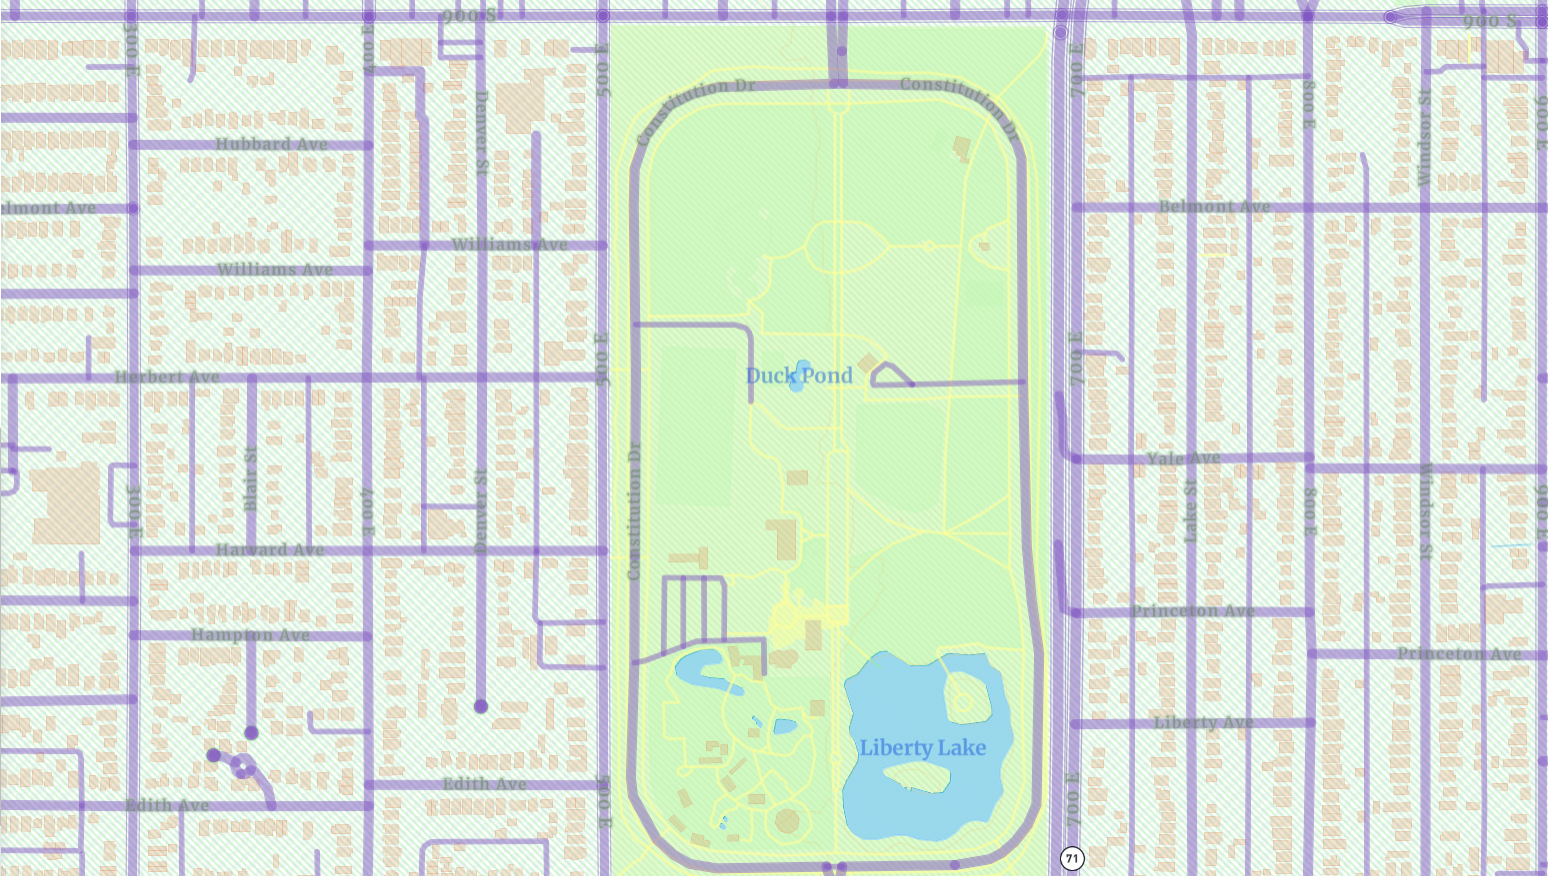 900 S
900 S
300 E
400 E
500 E
700 E
Constitution Dr
Constitution Dr
Denver St
800 E
Windsor St
900 E
Hubbard Ave
elmont Ave
Belmont Ave
Williams Ave
Williams Ave
500 E
700 E
Herbert Ave
Duck Pond
Blair St
Constitution Dr
Yale Ave
300 E
400 E
Denver St
Lake St
800 E
Windsor St
900 E
Harvard Ave
Princeton Ave
Hampton Ave
Princeton Ave
Liberty Ave
Liberty Lake
Edith Ave
Edith Ave
500 E
700 E
71